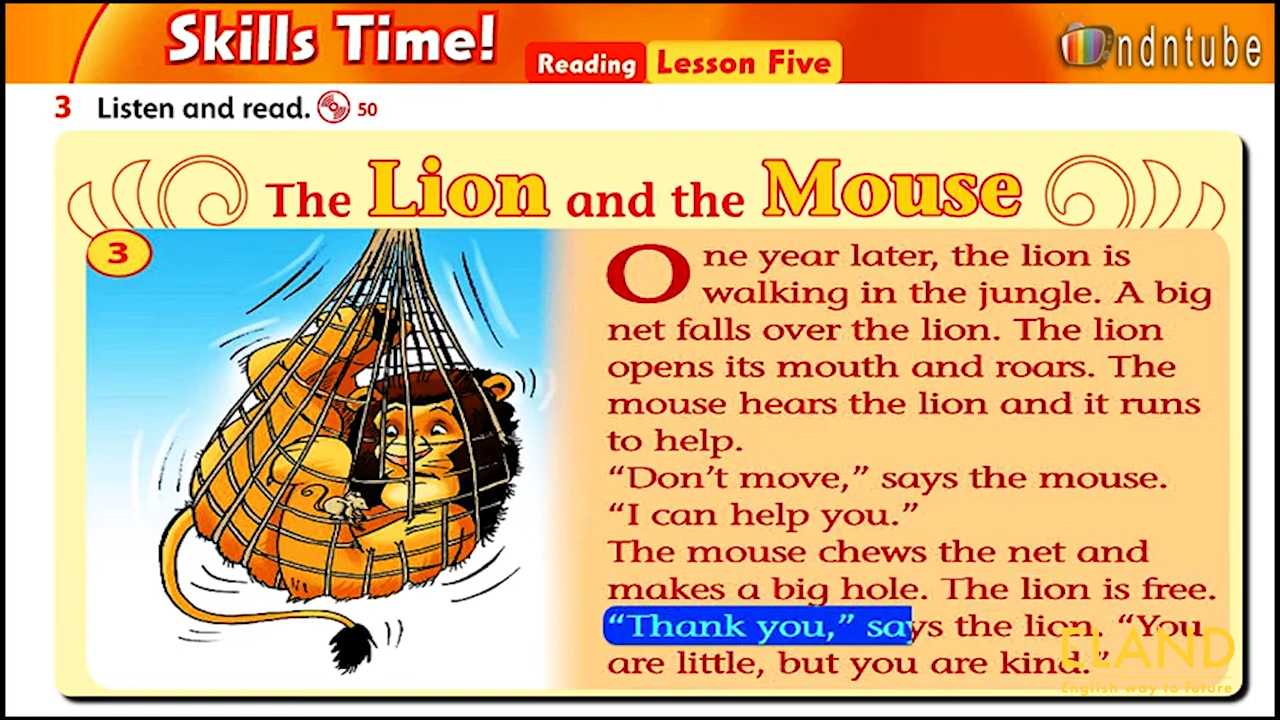 Skills Time!
Reading Lesson Five
ndntube
3 Listen and read. 50
The Lion and the Mouse
3
One year later, the lion is
walking in the jungle. A big
net falls over the lion. The lion
opens its mouth and roars. The
mouse hears the lion and it runs
to help.
“Don’t move,” says the mouse.
“I can help you.”
The mouse chews the net and
makes a big hole. The lion is free.
“Thank you,” says the lion. “You
are little, but you are kind.”
ELAND
English way to future